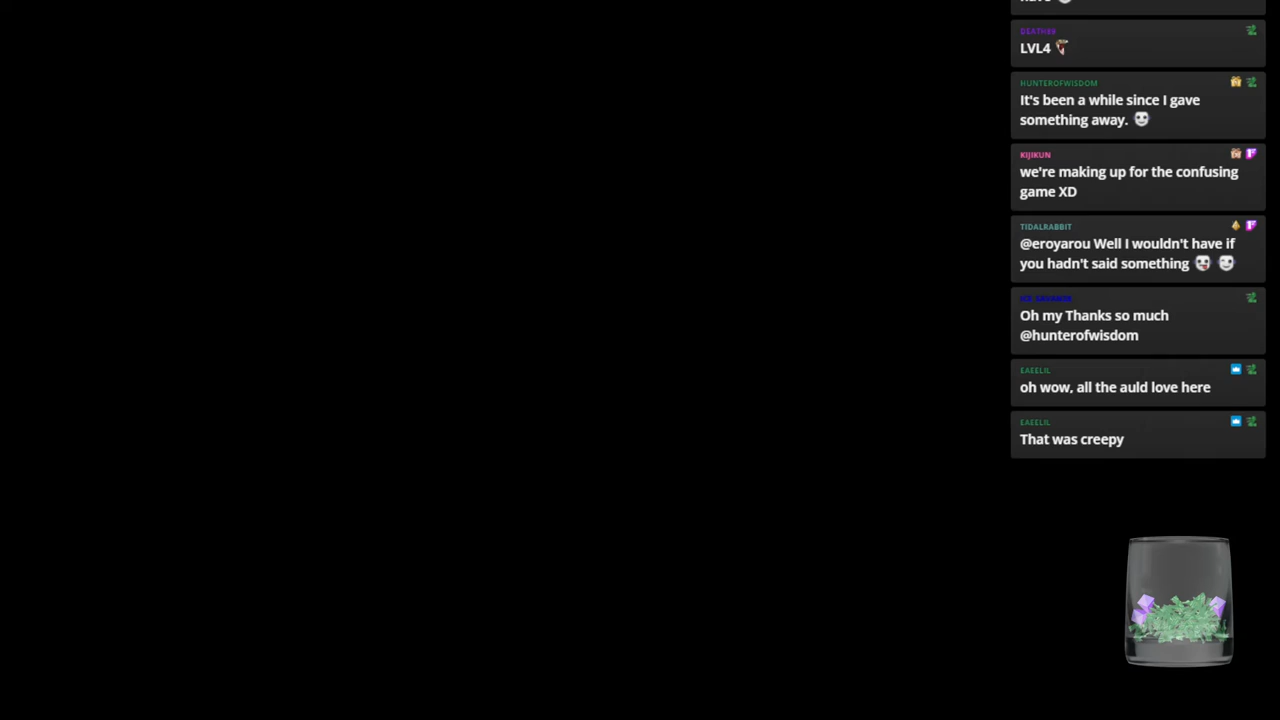 DEATH89
LVL4
HUNTEROFWISDOM
It's been a while since I gave
something away.
KIJIKUN
we're making up for the confusing
game XD
TIDALRABBIT
@eroyarou Well I wouldn't have if
you hadn't said something
Oh my Thanks so much
@hunterofwisdom
EAEELIL
oh wow, all the auld love here
EAEELIL
That was creepy